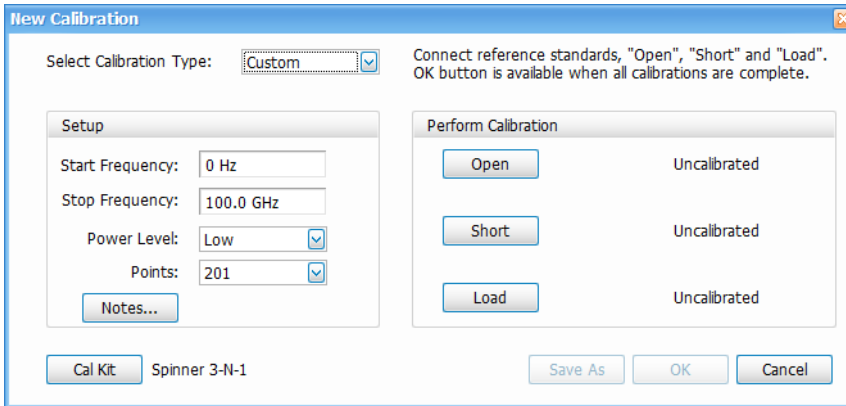 New Calibration
Select Calibration Type: Custom
Connect reference standards, "Open", "Short" and "Load".
OK button is available when all calibrations are complete.
Setup
Start Frequency: 0 Hz
Stop Frequency: 100.0 GHz
Power Level: Low
Points: 201
Notes...
Perform Calibration
Open Uncalibrated
Short Uncalibrated
Load Uncalibrated
Cal Kit Spinner 3-N-1
Save As OK Cancel